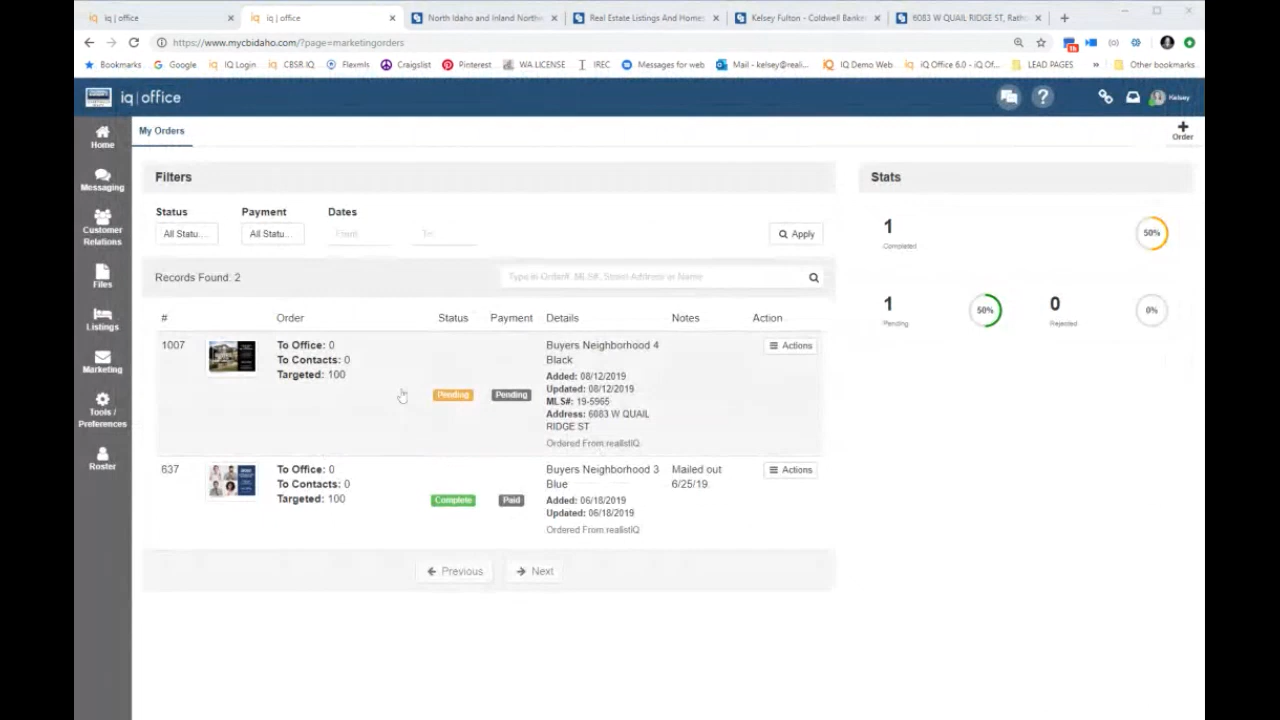 iq | office
iq | office
North Idaho and Inland Northw
Real Estate Listings And Homes
Kelsey Fulton - Coldwell Banke
6083 W QUAIL RIDGE ST, Rath
https://www.mycbidaho.com/?page=marketingorders
Bookmarks
Google
IQ Login
CBSR IQ
Flexmls
Craigslist
Pinterest
WA LICENSE
IREC
Messages for web
Mail - kelsey@reali...
IQ Demo Web
iQ Office 6.0 - iQ Of...
LEAD PAGES
»
Other bookmarks
iq | office
?
Kelsey
Home
Messaging
Customer
Relations
Files
Listings
Marketing
Tools /
Preferences
Roster
My Orders
Order
Filters
Status
Payment
Dates
All Statu...
All Statu...
From
To
Apply
Records Found: 2
Type in Order#, MLS#, Street Address or Name
#
Order
Status
Payment
Details
Notes
Action
1007
To Office: 0
To Contacts: 0
Targeted: 100
Pending
Pending
Buyers Neighborhood 4
Black
Added: 08/12/2019
Updated: 08/12/2019
MLS#: 19-5965
Address: 6083 W QUAIL
RIDGE ST
Ordered From realistiQ
Actions
637
To Office: 0
To Contacts: 0
Targeted: 100
Complete
Paid
Buyers Neighborhood 3
Blue
Added: 06/18/2019
Updated: 06/18/2019
Ordered From realistiQ
Mailed out
6/25/19
Actions
Previous
Next
Stats
1
Completed
50%
1
Pending
50%
0
Rejected
0%